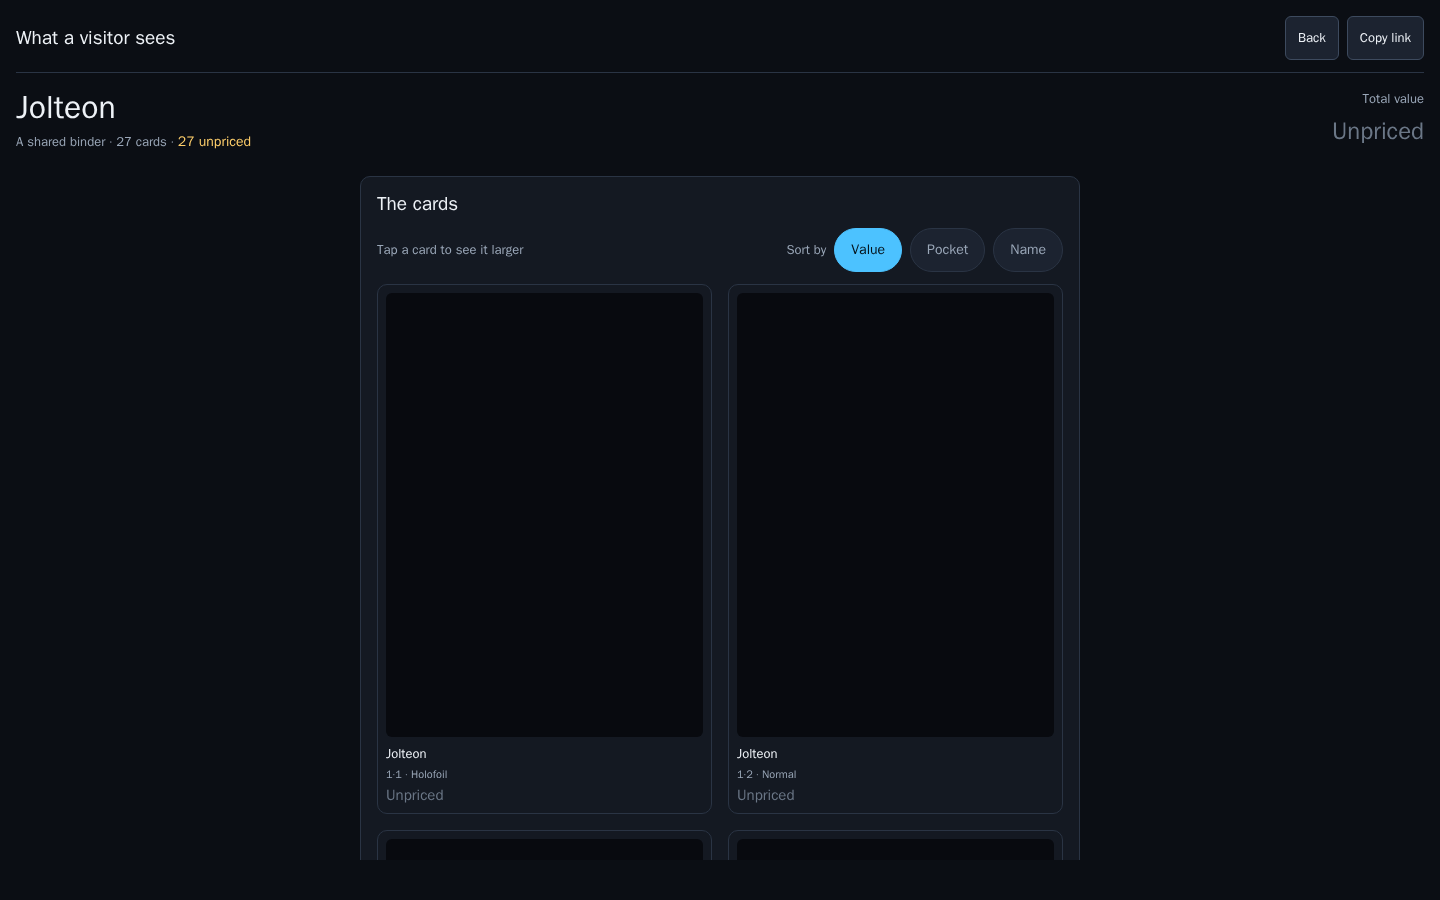 What a visitor sees
Back
Copy link
Jolteon
A shared binder · 27 cards · 27 unpriced
Total value
Unpriced
The cards
Tap a card to see it larger
Sort by
Value
Pocket
Name
Jolteon
1·1 · Holofoil
Unpriced
Jolteon
1·2 · Normal
Unpriced